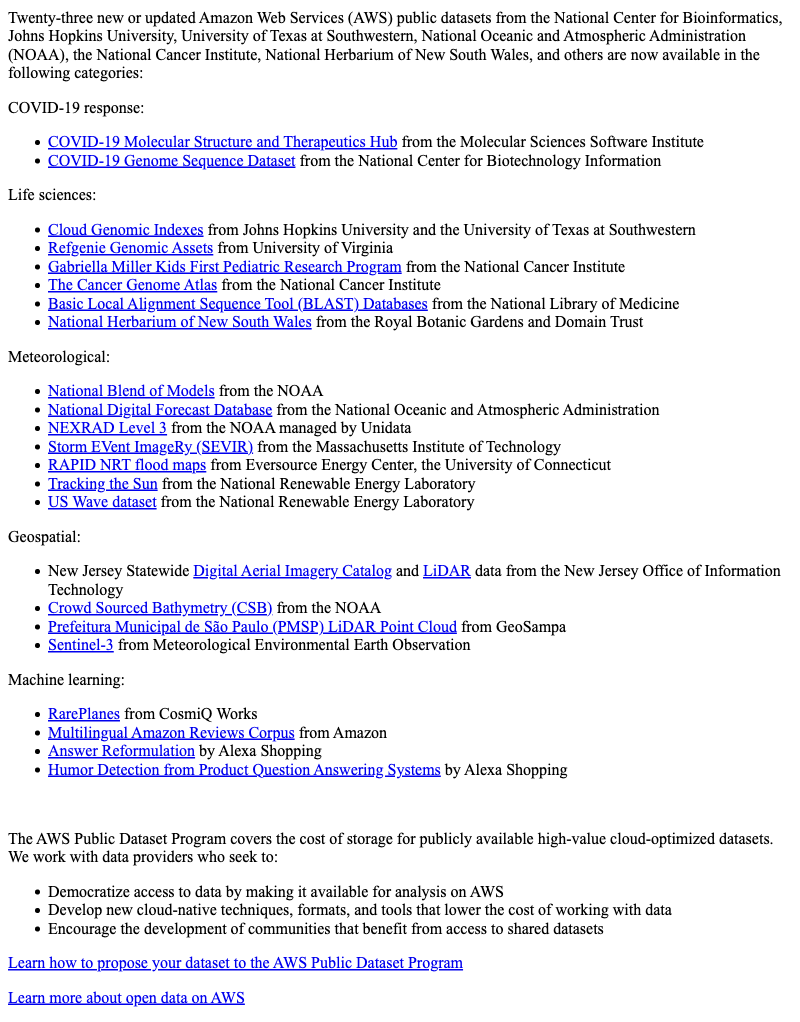 Twenty-three new or updated Amazon Web Services (AWS) public datasets from the National Center for Bioinformatics,
Johns Hopkins University, University of Texas at Southwestern, National Oceanic and Atmospheric Administration
(NOAA), the National Cancer Institute, National Herbarium of New South Wales, and others are now available in the
following categories:
COVID-19 response:
• COVID-19 Molecular Structure and Therapeutics Hub from the Molecular Sciences Software Institute
• COVID-19 Genome Sequence Dataset from the National Center for Biotechnology Information
Life sciences:
• Cloud Genomic Indexes from Johns Hopkins University and the University of Texas at Southwestern
• Refgenie Genomic Assets from University of Virginia
• Gabriella Miller Kids First Pediatric Research Program from the National Cancer Institute
• The Cancer Genome Atlas from the National Cancer Institute
• Basic Local Alignment Sequence Tool (BLAST) Databases from the National Library of Medicine
• National Herbarium of New South Wales from the Royal Botanic Gardens and Domain Trust
Meteorological:
• National Blend of Models from the NOAA
• National Digital Forecast Database from the National Oceanic and Atmospheric Administration
• NEXRAD Level 3 from the NOAA managed by Unidata
• Storm EVent ImageRy (SEVIR) from the Massachusetts Institute of Technology
• RAPID NRT flood maps from Eversource Energy Center, the University of Connecticut
• Tracking the Sun from the National Renewable Energy Laboratory
• US Wave dataset from the National Renewable Energy Laboratory
Geospatial:
• New Jersey Statewide Digital Aerial Imagery Catalog and LiDAR data from the New Jersey Office of Information
Technology
• Crowd Sourced Bathymetry (CSB) from the NOAA
• Prefeitura Municipal de São Paulo (PMSP) LiDAR Point Cloud from GeoSampa
• Sentinel-3 from Meteorological Environmental Earth Observation
Machine learning:
• RarePlanes from CosmiQ Works
• Multilingual Amazon Reviews Corpus from Amazon
• Answer Reformulation by Alexa Shopping
• Humor Detection from Product Question Answering Systems by Alexa Shopping
The AWS Public Dataset Program covers the cost of storage for publicly available high-value cloud-optimized datasets.
We work with data providers who seek to:
• Democratize access to data by making it available for analysis on AWS
• Develop new cloud-native techniques, formats, and tools that lower the cost of working with data
• Encourage the development of communities that benefit from access to shared datasets
Learn how to propose your dataset to the AWS Public Dataset Program
Learn more about open data on AWS